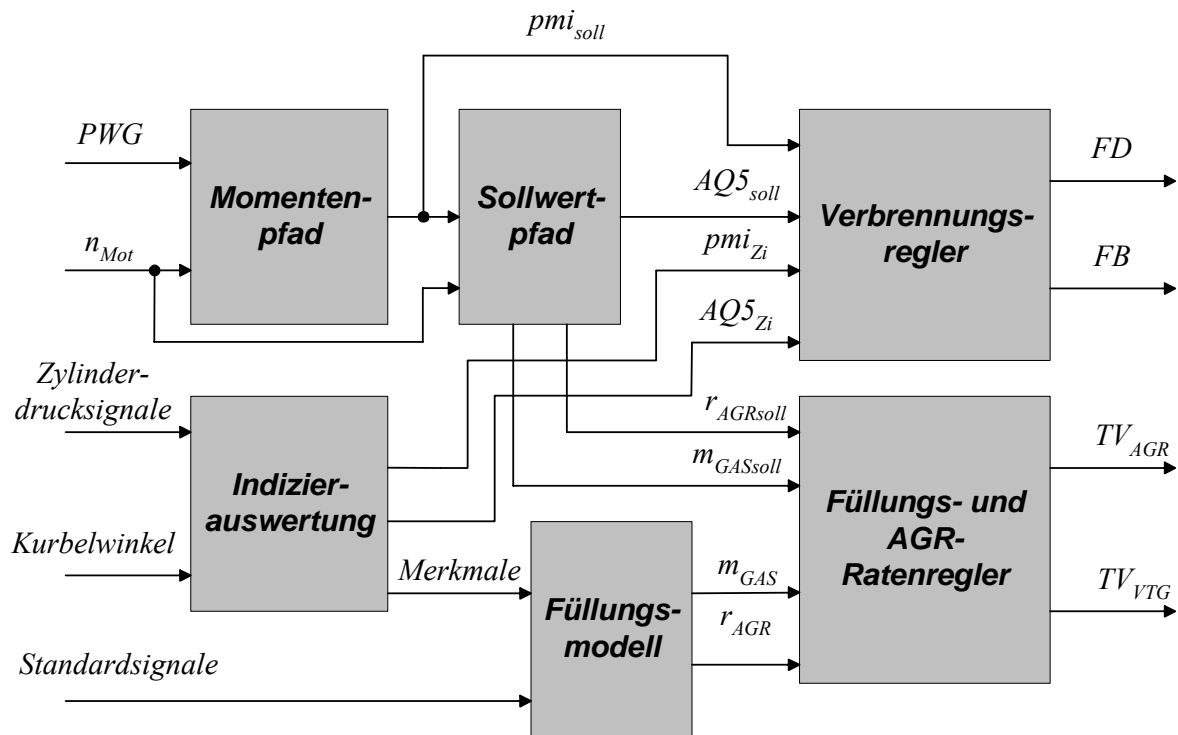 pmi_soll
PWG
n_Mot
Momenten-
pfad
Sollwert-
pfad
AQ5_soll
pmi_Zi
AQ5_Zi
Verbrennungs-
regler
FD
FB
Zylinder-
drucksignale
Kurbelwinkel
Standardsignale
Indizier-
auswertung
Merkmale
Füllungs-
modell
r_AGRsoll
m_GASsoll
m_GAS
r_AGR
Füllungs- und
AGR-
Ratenregler
TV_AGR
TV_VTG